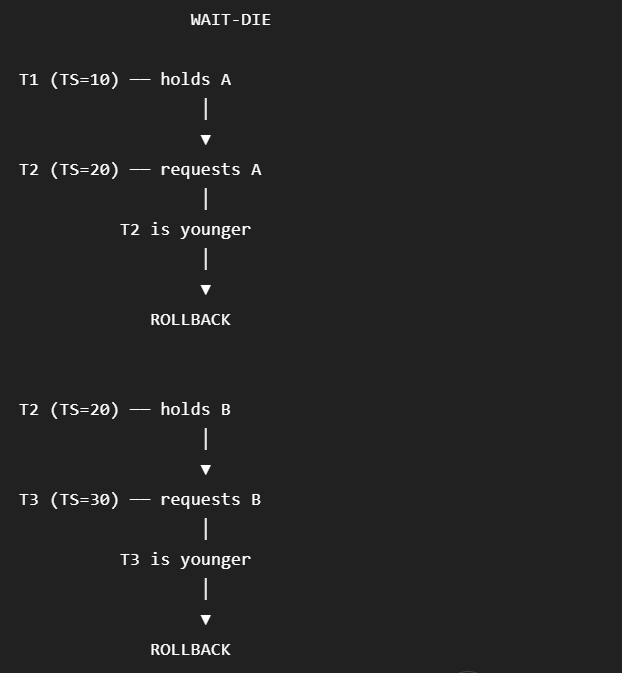 WAIT-DIE
T1 (TS=10) —— holds A
│
▼
T2 (TS=20) —— requests A
│
T2 is younger
│
▼
ROLLBACK
T2 (TS=20) —— holds B
│
▼
T3 (TS=30) —— requests B
│
T3 is younger
│
▼
ROLLBACK